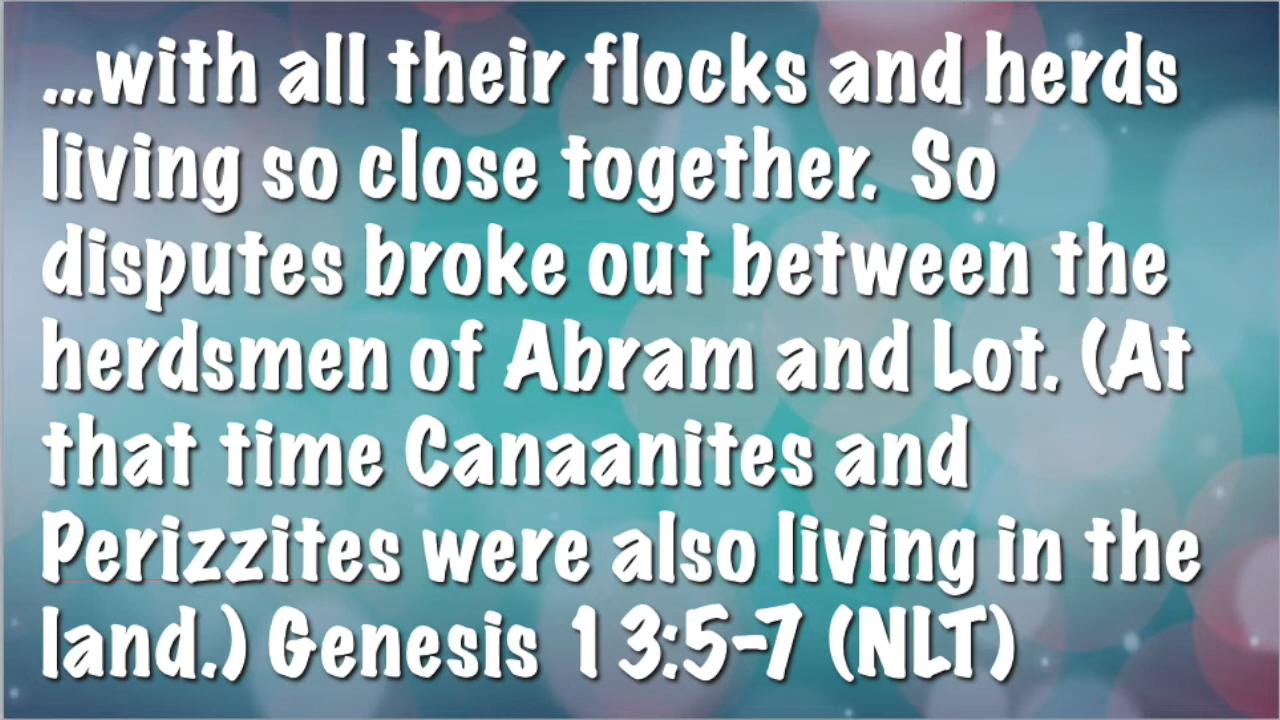 ...with all their flocks and herds
living so close together. So
disputes broke out between the
herdsmen of Abram and Lot. (At
that time Canaanites and
Perizzites were also living in the
land.) Genesis 13:5-7 (NLT)